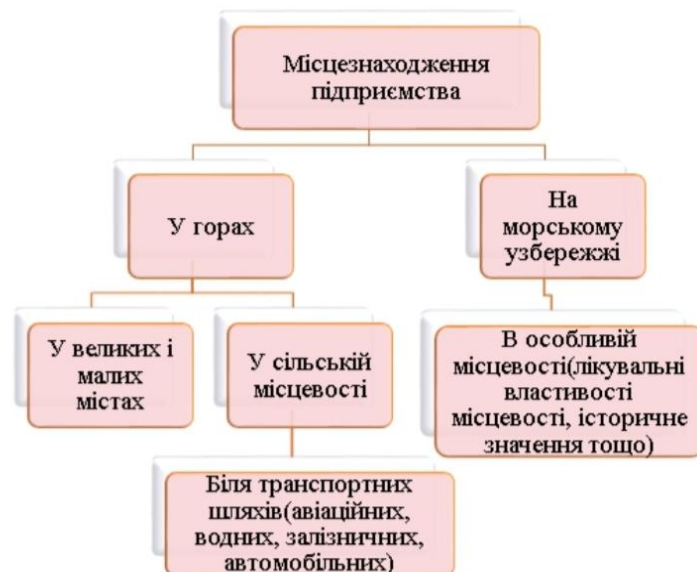 Місцезнаходження
підприємства
У горах
На
морському
узбережжі
У великих і
малих
містах
У сільській
місцевості
В особливій
місцевості(лікувальні
властивості
місцевості, історичне
значення тощо)
Біля транспортних
шляхів(авіаційних,
водних, залізничних,
автомобільних)